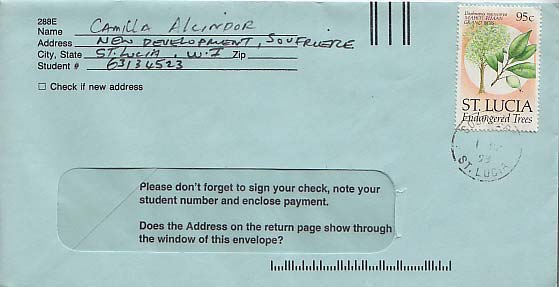 288E
Name CAMILLA ALCINDOR
Address NEW DEVELOPMENT, SOUFRIERE
City, State ST. LUCIA W.I Zip
Student # 63134523
☐ Check if new address
95c
ST. LUCIA
Endangered Trees
ST. LUCIA
Please don't forget to sign your check, note your
student number and enclose payment.
Does the Address on the return page show through
the window of this envelope?